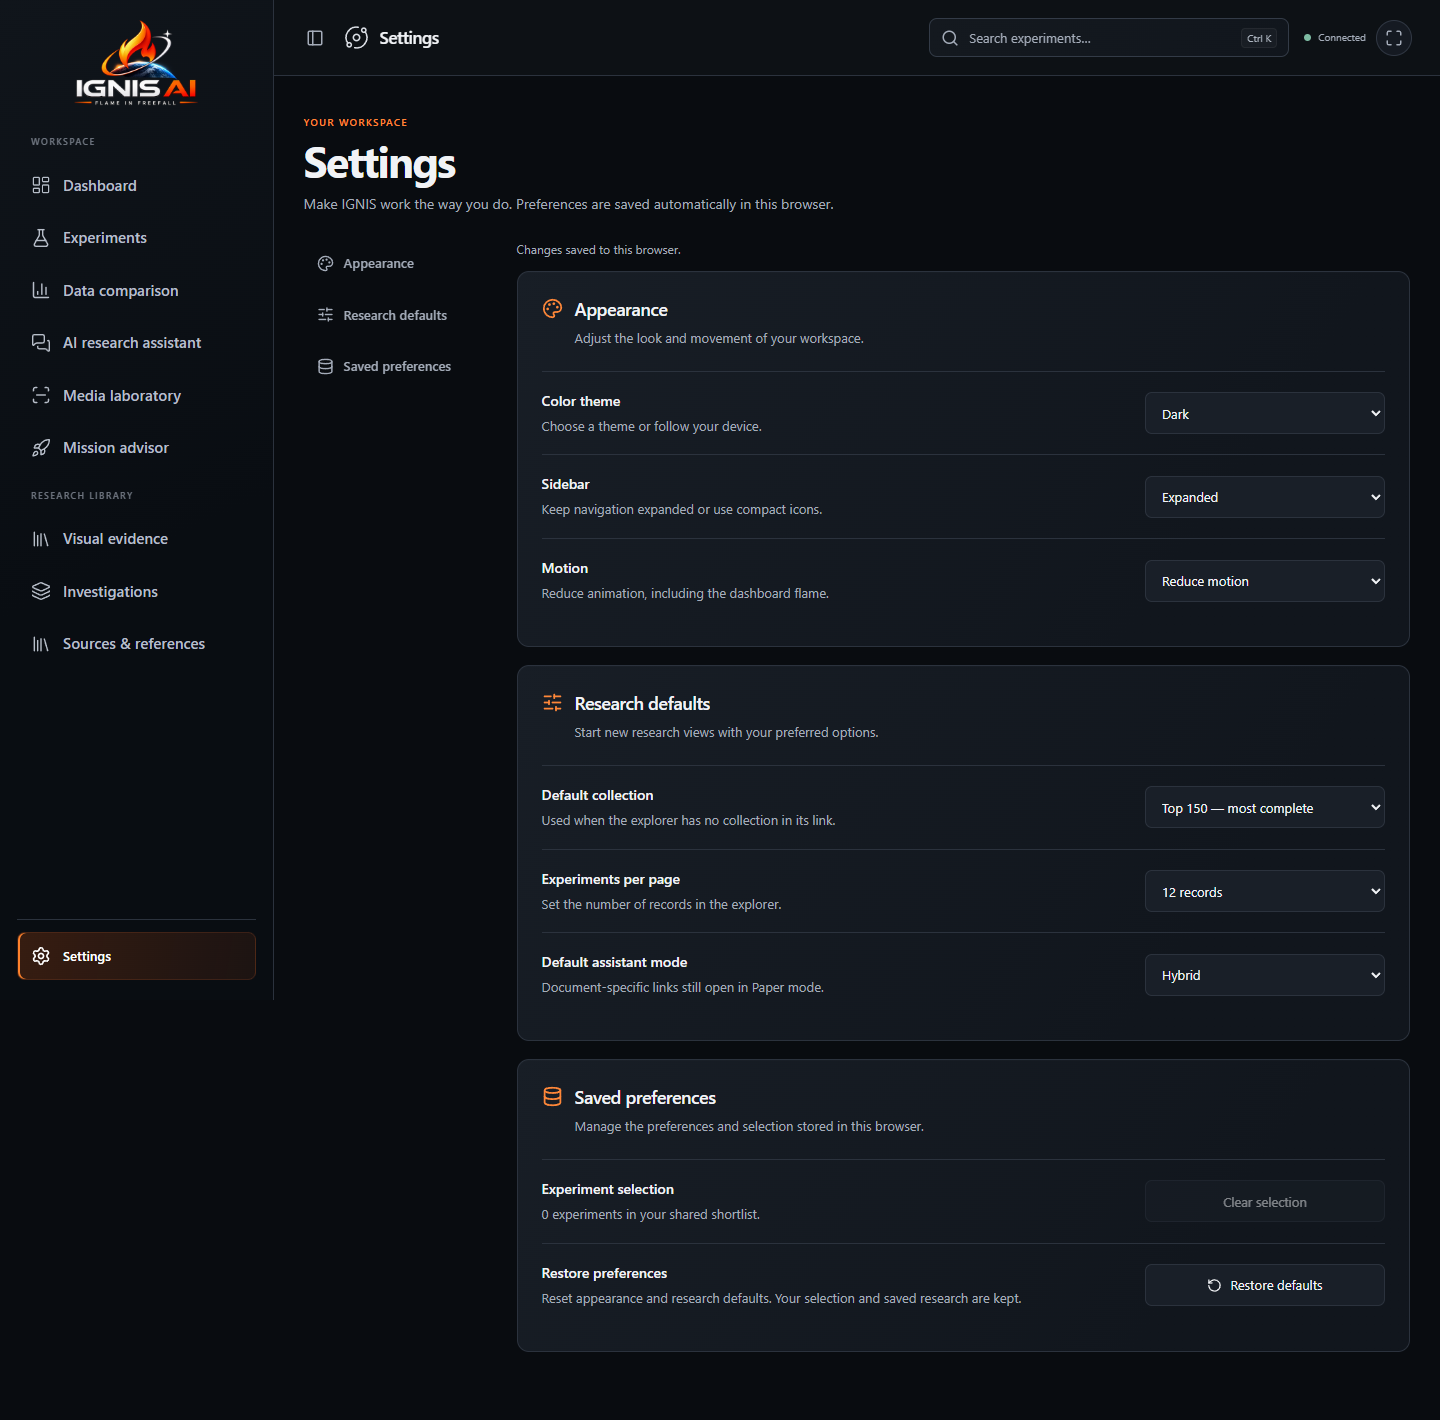 IGNIS AI
FLAME IN FREEFALL
WORKSPACE
Dashboard
Experiments
Data comparison
AI research assistant
Media laboratory
Mission advisor
RESEARCH LIBRARY
Visual evidence
Investigations
Sources & references
Settings
Settings
Search experiments...
Ctrl K
Connected
YOUR WORKSPACE
Settings
Make IGNIS work the way you do. Preferences are saved automatically in this browser.
Appearance
Research defaults
Saved preferences
Changes saved to this browser.
Appearance
Adjust the look and movement of your workspace.
Color theme
Choose a theme or follow your device.
Dark
Sidebar
Keep navigation expanded or use compact icons.
Expanded
Motion
Reduce animation, including the dashboard flame.
Reduce motion
Research defaults
Start new research views with your preferred options.
Default collection
Used when the explorer has no collection in its link.
Top 150 — most complete
Experiments per page
Set the number of records in the explorer.
12 records
Default assistant mode
Document-specific links still open in Paper mode.
Hybrid
Saved preferences
Manage the preferences and selection stored in this browser.
Experiment selection
0 experiments in your shared shortlist.
Clear selection
Restore preferences
Reset appearance and research defaults. Your selection and saved research are kept.
Restore defaults